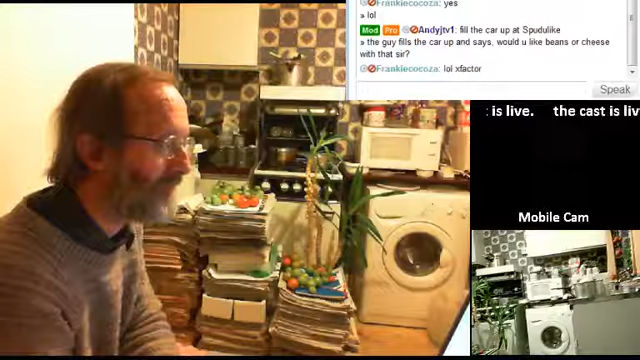 Frankiecocoza: yes
» lol
Mod Pro Andyjtv1: fill the car up at Spudulike
» the guy fills the car up and says, would u like beans or cheese
with that sir?
Frankiecocoza: lol xfactor
Speak
: is live. the cast is liv
Mobile Cam